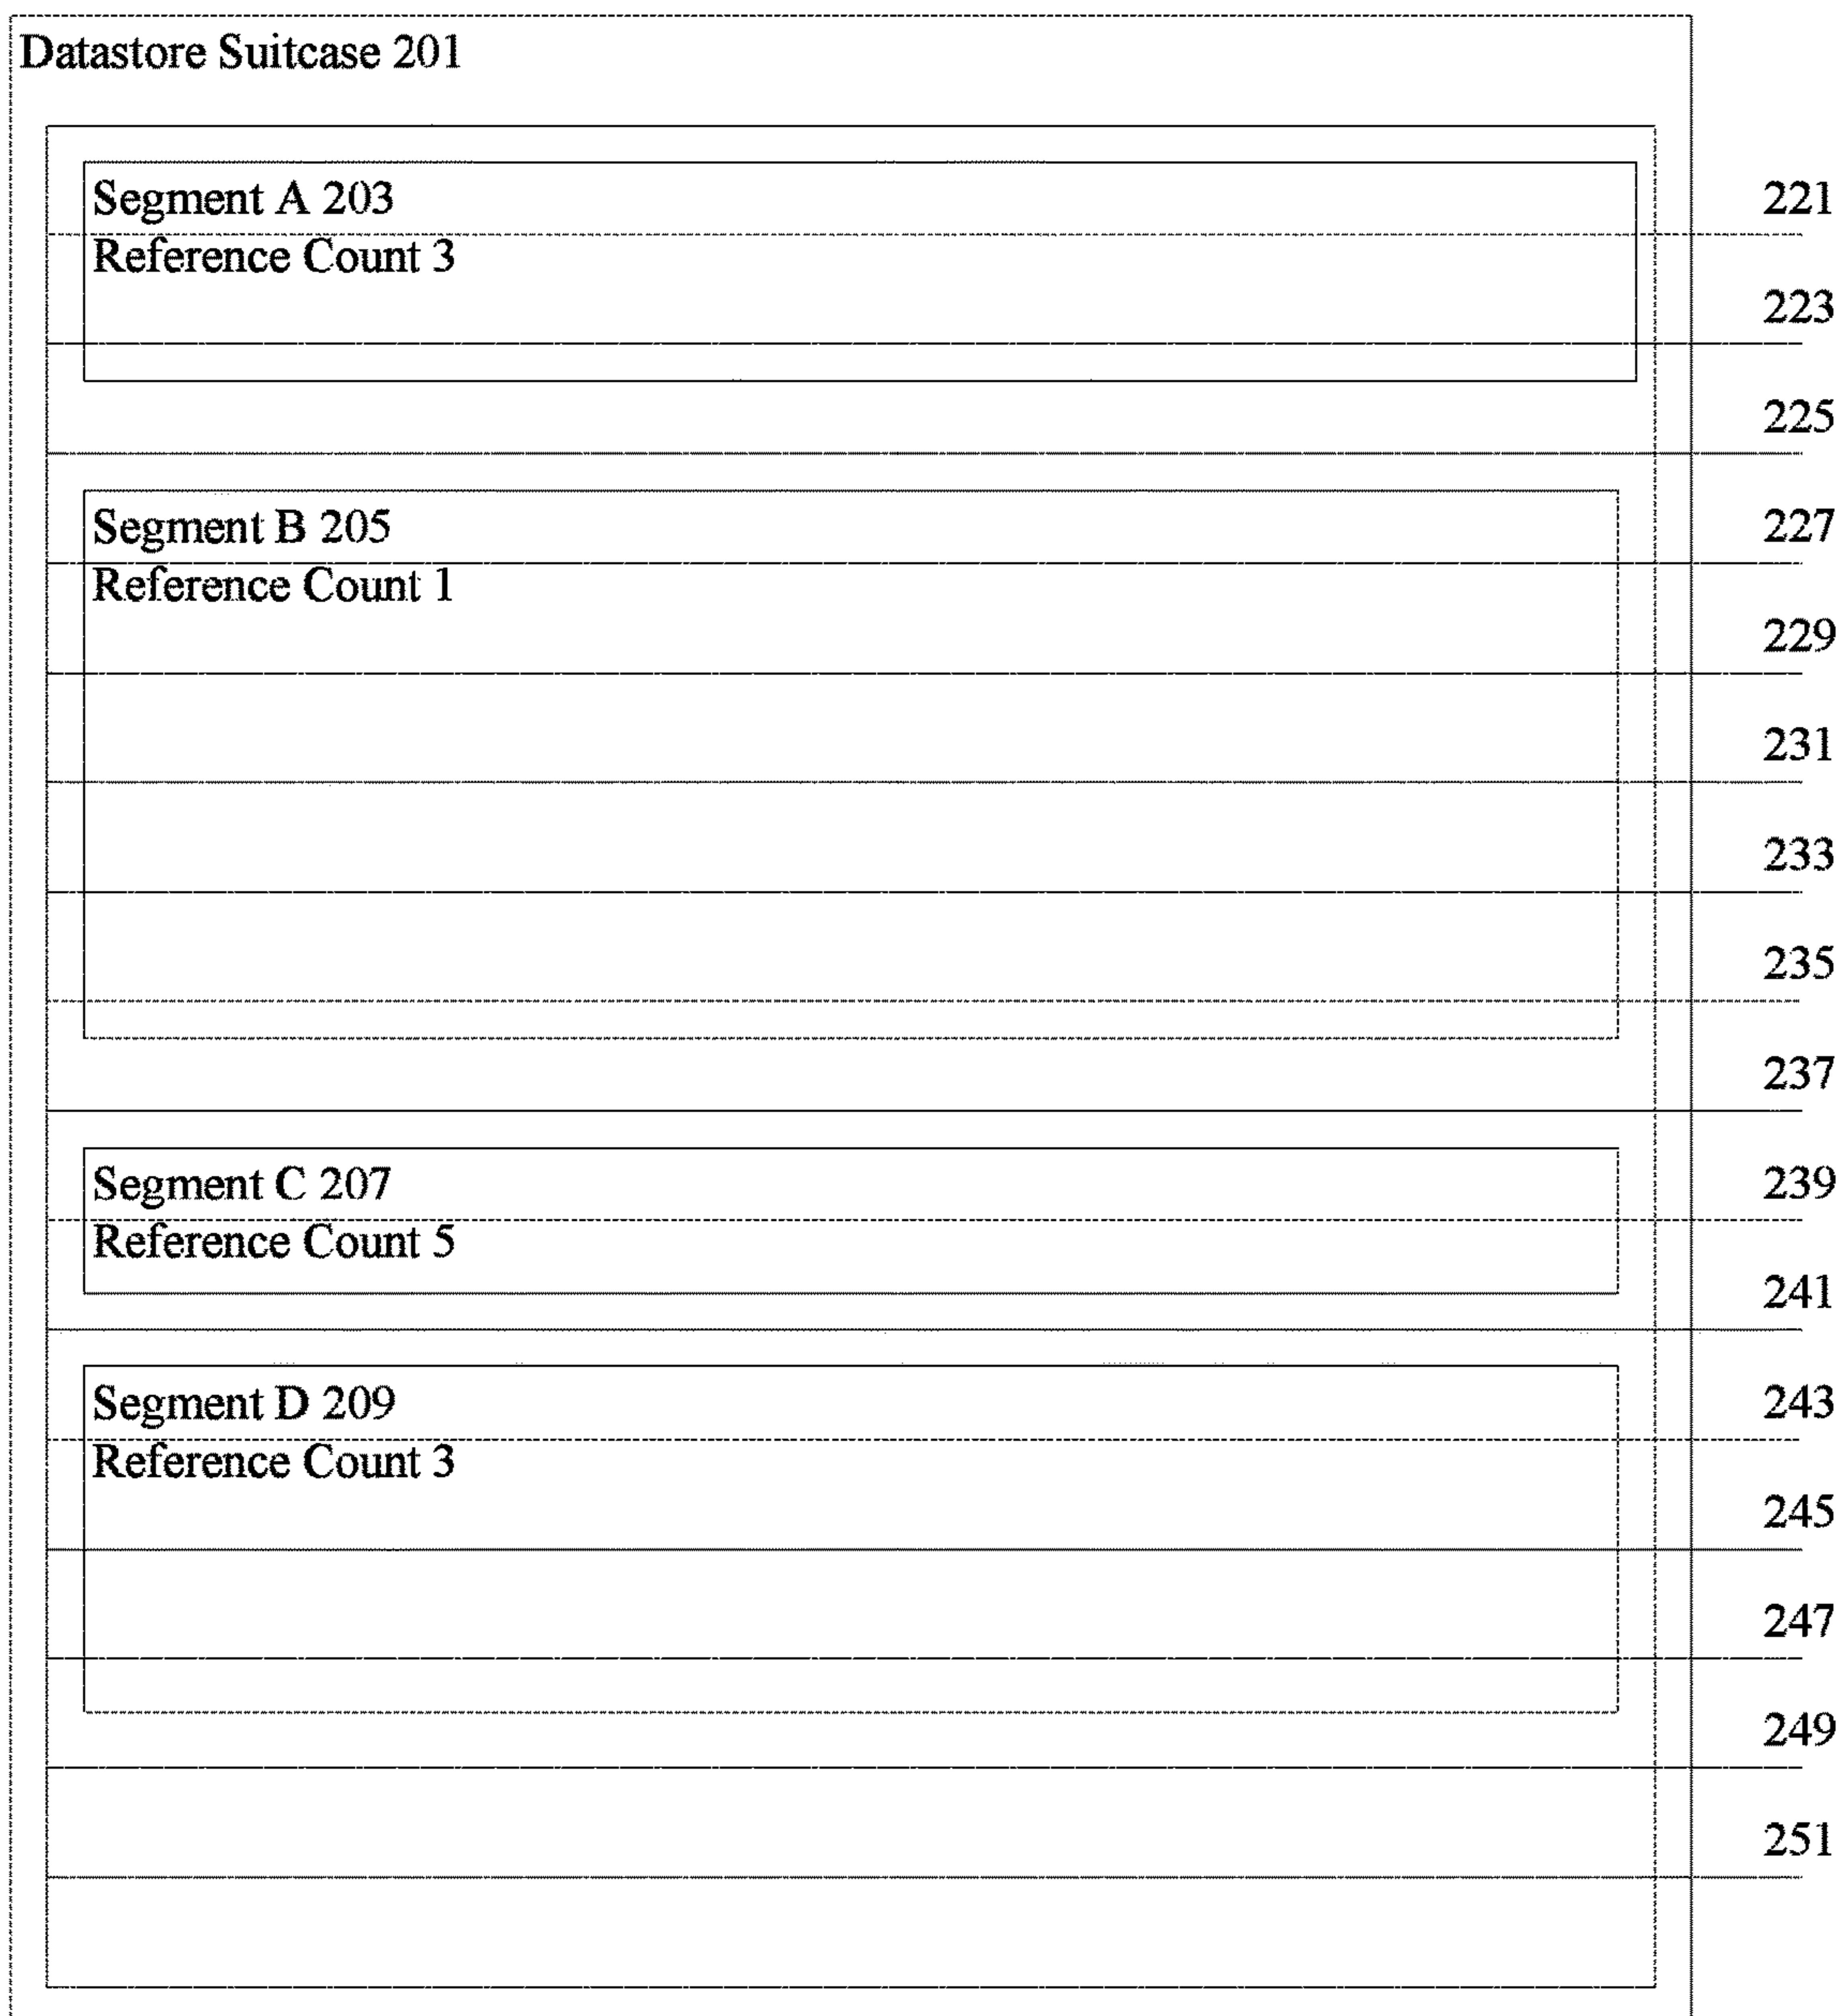 Datastore Suitcase 201
Segment A 203
221
Reference Count 3
223
225
Segment B 205
227
Reference Count 1
229
231
233
235
237
Segment C 207
239
Reference Count 5
241
Segment D 209
243
Reference Count 3
245
247
249
251